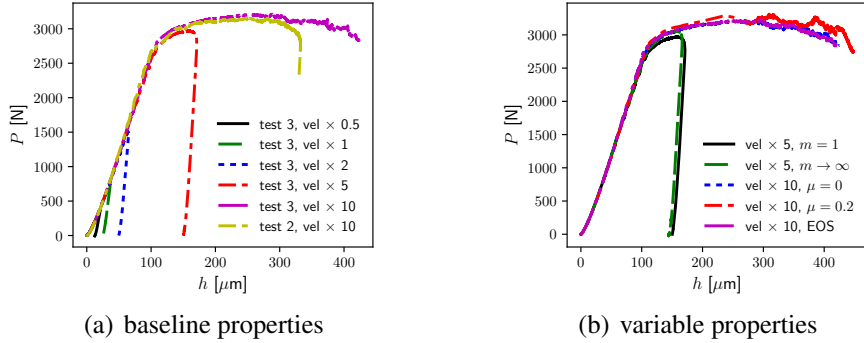 3000
2500
2000
1500
1000
500
0
P [N]
test 3, vel × 0.5
test 3, vel × 1
test 3, vel × 2
test 3, vel × 5
test 3, vel × 10
test 2, vel × 10
0 100 200 300 400
h [μm]
(a) baseline properties
3000
2500
2000
1500
1000
500
0
P [N]
vel × 5, m = 1
vel × 5, m → ∞
vel × 10, μ = 0
vel × 10, μ = 0.2
vel × 10, EOS
0 100 200 300 400
h [μm]
(b) variable properties